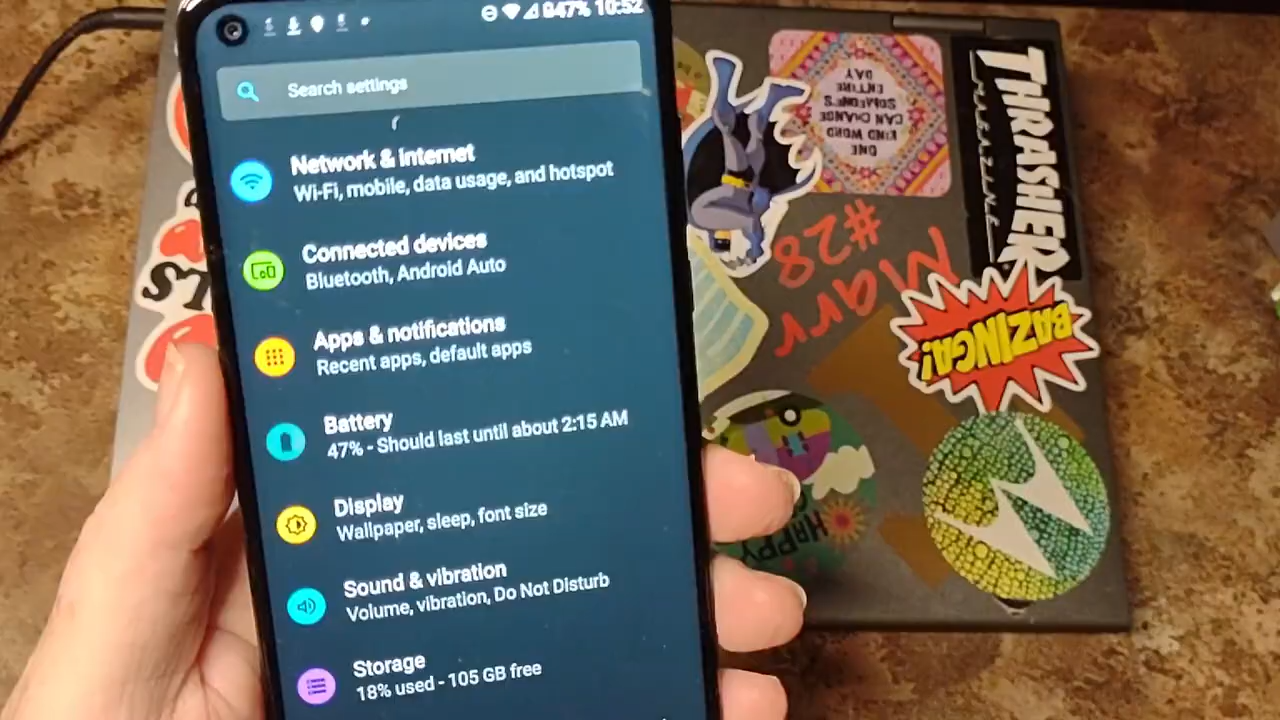 47% 10:52
Search settings
Network & internet
Wi-Fi, mobile, data usage, and hotspot
Connected devices
Bluetooth, Android Auto
Apps & notifications
Recent apps, default apps
Battery
47% - Should last until about 2:15 AM
Display
Wallpaper, sleep, font size
Sound & vibration
Volume, vibration, Do Not Disturb
Storage
18% used - 105 GB free
ONE
KIND WORD
CAN CHANGE
SOMEONE'S
ENTIRE
DAY
THRASHER
MAGAZINE
Marv
#28
BAZINGA!
HAPPY
ST